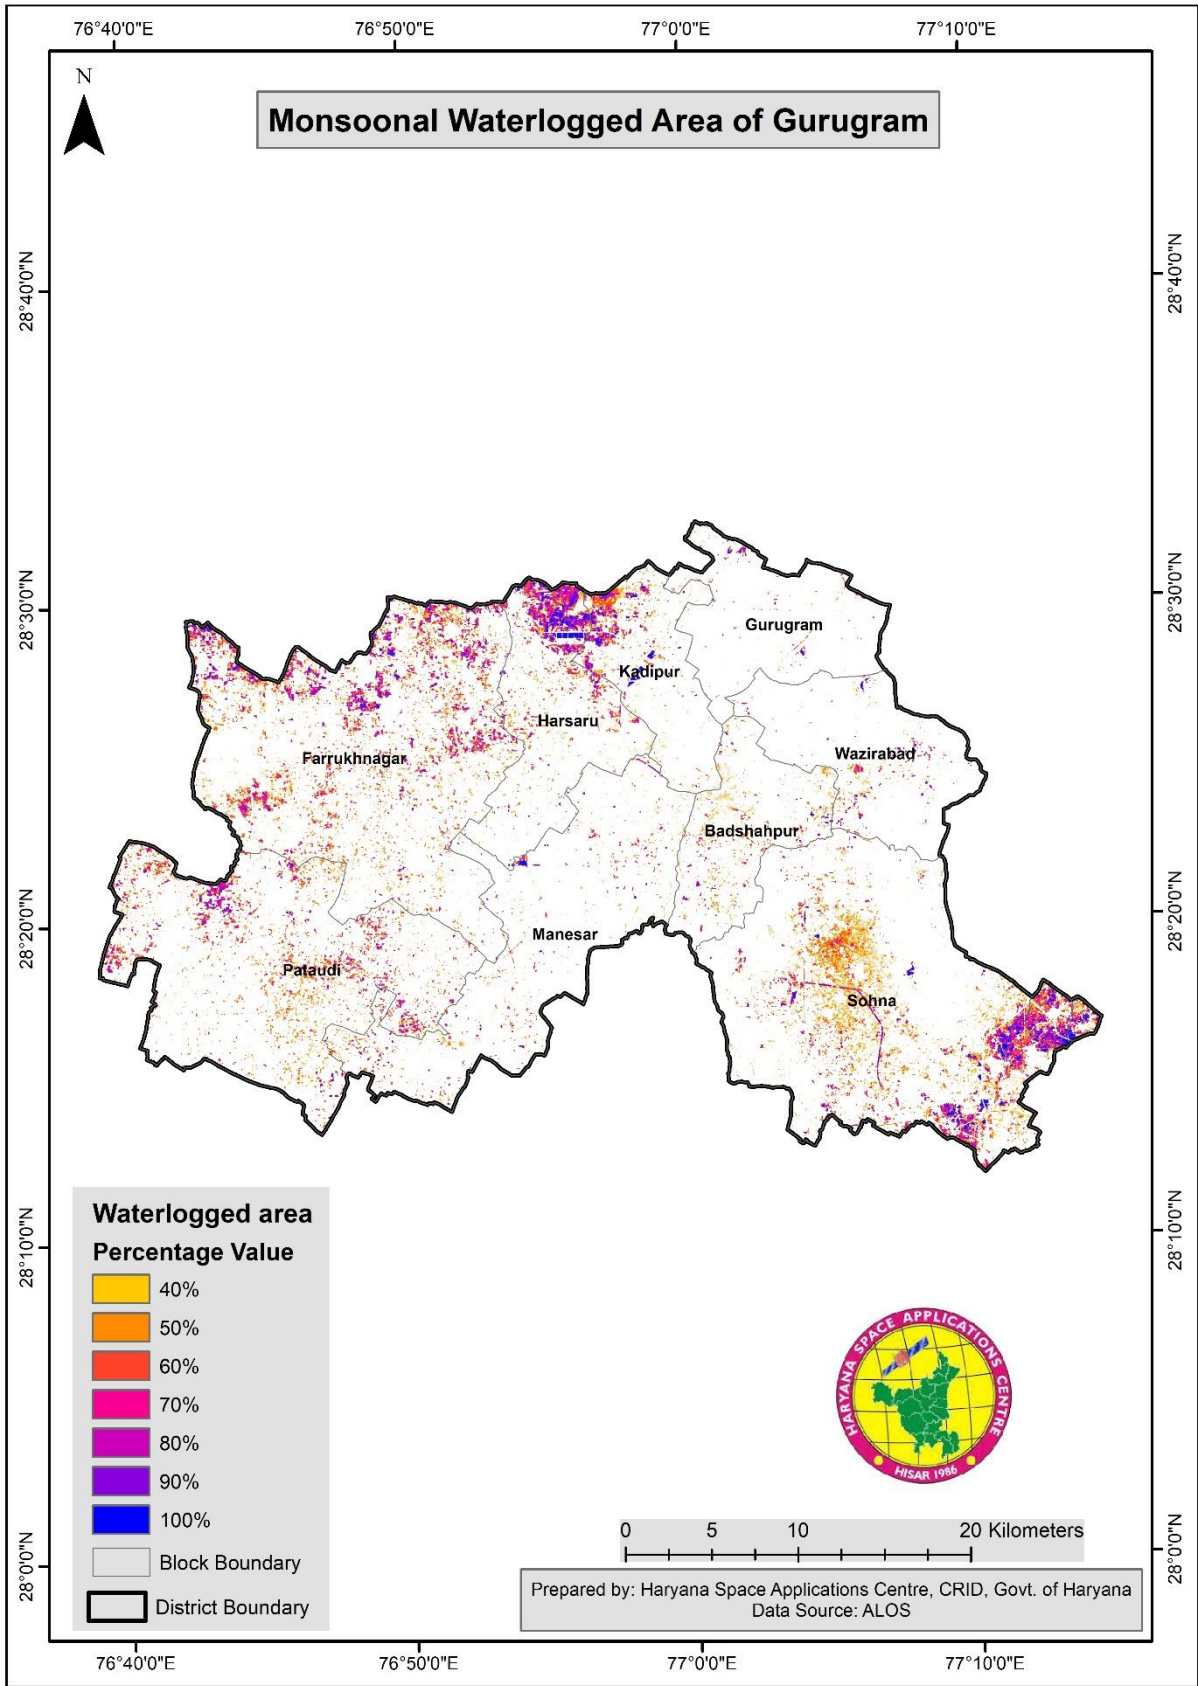 76°40'0"E
76°50'0"E
77°0'0"E
77°10'0"E
N
Monsoonal Waterlogged Area of Gurugram
28°40'0"N
28°40'0"N
28°30'0"N
28°30'0"N
Gurugram
Kadipur
Harsaru
Farrukhnagar
Wazirabad
Badshahpur
28°20'0"N
28°20'0"N
Manesar
Pataudi
Sohna
Waterlogged area
Percentage Value
40%
50%
60%
70%
80%
90%
100%
Block Boundary
District Boundary
28°10'0"N
28°10'0"N
HARYANA SPACE APPLICATIONS CENTRE
HISAR 1986
0 5 10 20 Kilometers
Prepared by: Haryana Space Applications Centre, CRID, Govt. of Haryana
Data Source: ALOS
28°0'0"N
28°0'0"N
76°40'0"E
76°50'0"E
77°0'0"E
77°10'0"E